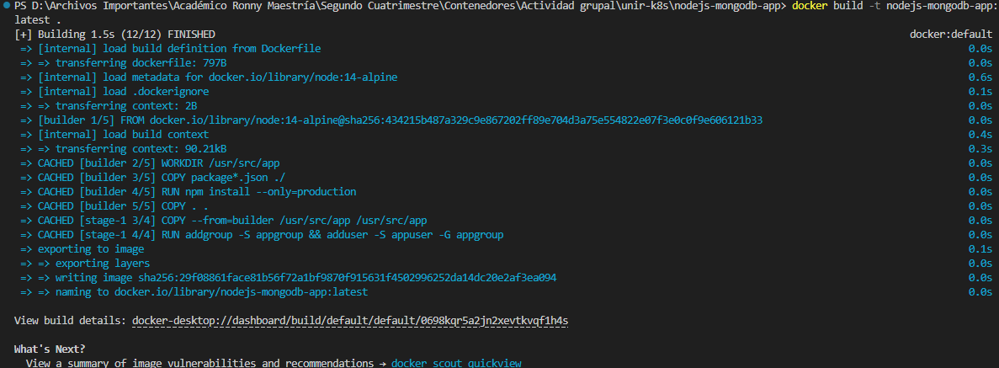 PS D:\Archivos Importantes\Académico Ronny Maestría\Segundo Cuatrimestre\Contenedores\Actividad grupal\unir-k8s\nodejs-mongodb-app> docker build -t nodejs-mongodb-app:
latest .
[+] Building 1.5s (12/12) FINISHED docker:default
=> [internal] load build definition from Dockerfile 0.0s
=> => transferring dockerfile: 797B 0.0s
=> [internal] load metadata for docker.io/library/node:14-alpine 0.6s
=> [internal] load .dockerignore 0.1s
=> => transferring context: 2B 0.0s
=> [builder 1/5] FROM docker.io/library/node:14-alpine@sha256:434215b487a329c9e867202ff89e704d3a75e554822e07f3e0c0f9e606121b33 0.0s
=> [internal] load build context 0.4s
=> => transferring context: 90.21kB 0.3s
=> CACHED [builder 2/5] WORKDIR /usr/src/app 0.0s
=> CACHED [builder 3/5] COPY package*.json ./ 0.0s
=> CACHED [builder 4/5] RUN npm install --only=production 0.0s
=> CACHED [builder 5/5] COPY . . 0.0s
=> CACHED [stage-1 3/4] COPY --from=builder /usr/src/app /usr/src/app 0.0s
=> CACHED [stage-1 4/4] RUN addgroup -S appgroup && adduser -S appuser -G appgroup 0.0s
=> exporting to image 0.1s
=> => exporting layers 0.0s
=> => writing image sha256:29f08861face81b56f72a1bf9870f915631f4502996252da14dc20e2af3ea094 0.0s
=> => naming to docker.io/library/nodejs-mongodb-app:latest 0.0s
View build details: docker-desktop://dashboard/build/default/default/0698kqr5a2jn2xevtkvqf1h4s
What's Next?
View a summary of image vulnerabilities and recommendations → docker scout quickview